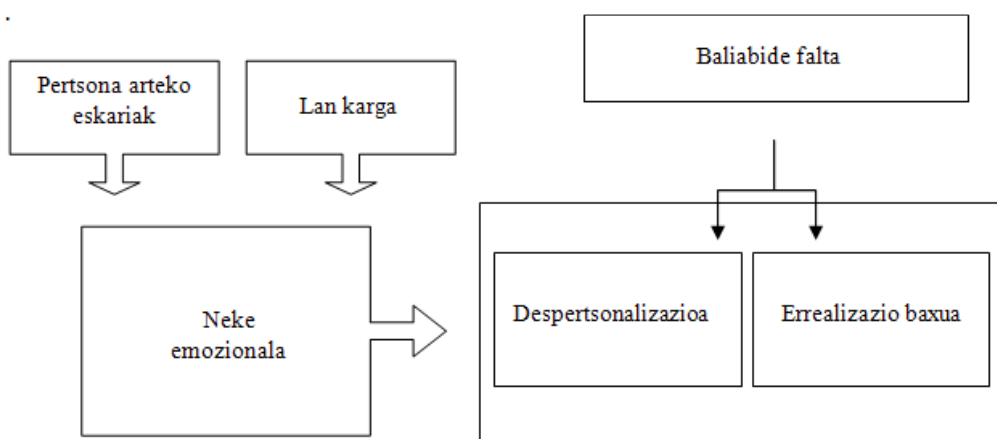 Baliabide falta
Pertsona arteko
eskariak
Lan karga
Neke
emozionala
Despertsonalizazioa
Errealizazio baxua